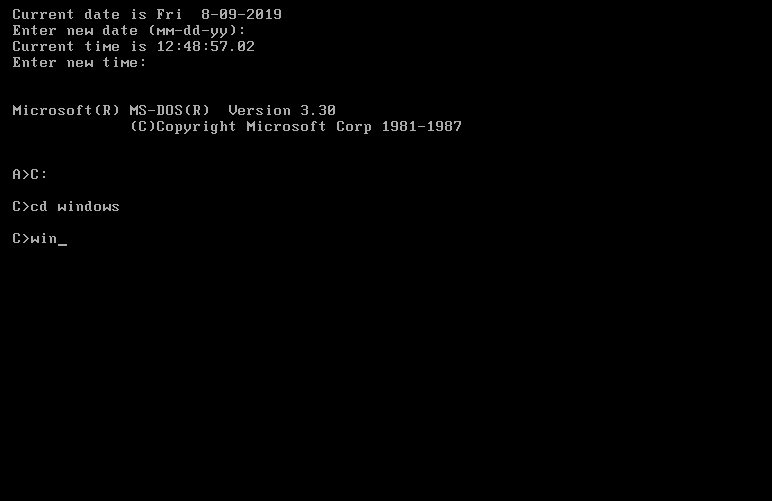 Current date is Fri  8-09-2019
Enter new date (mm-dd-yy):
Current time is 12:48:57.02
Enter new time:
Microsoft(R) MS-DOS(R)  Version 3.30
(C)Copyright Microsoft Corp 1981-1987
A>C:
C>cd windows
C>win_